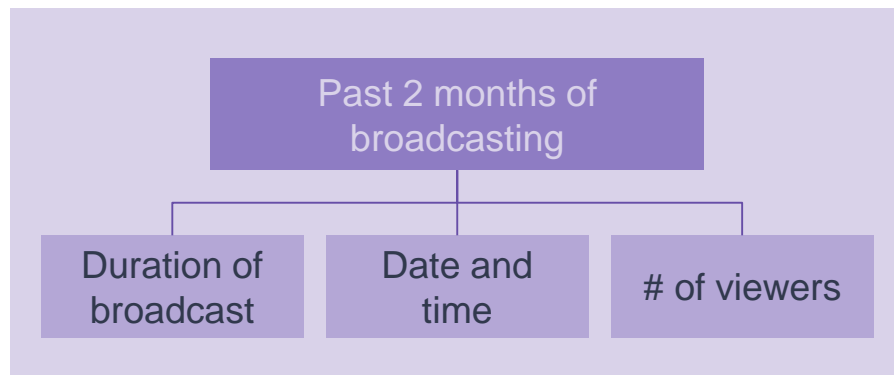 Past 2 months of
broadcasting
Duration of
broadcast
Date and
time
# of viewers